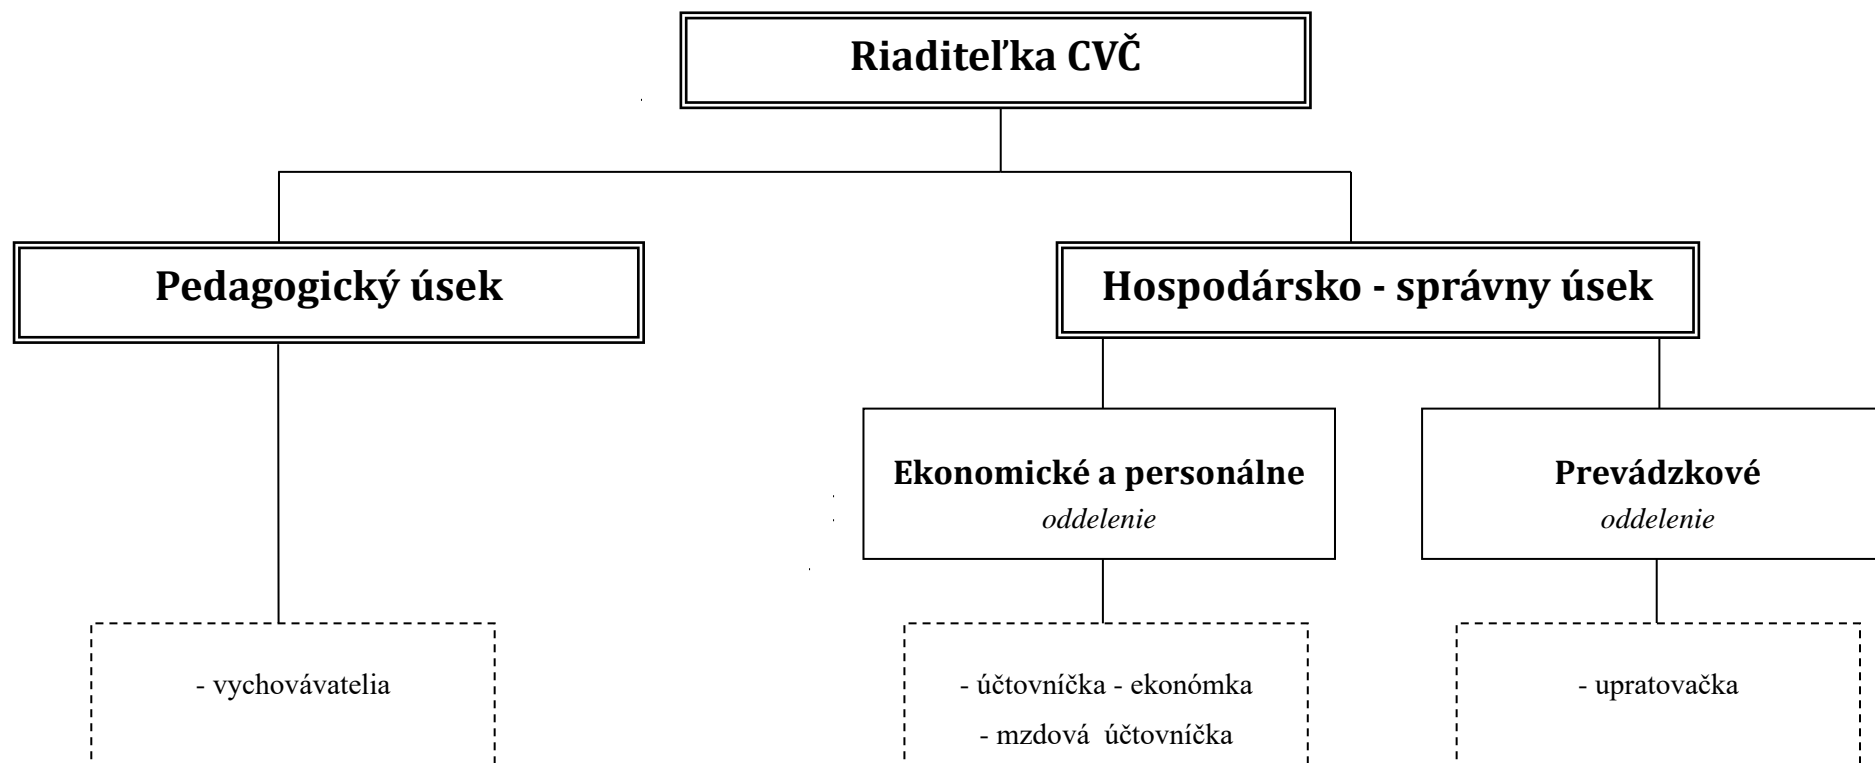 Riaditeľka CVČ
Pedagogický úsek
Hospodársko - správny úsek
Ekonomické a personálne
oddelenie
Prevádzkové
oddelenie
- vychovávatelia
- účtovníčka - ekonómka
- mzdová účtovníčka
- upratovačka